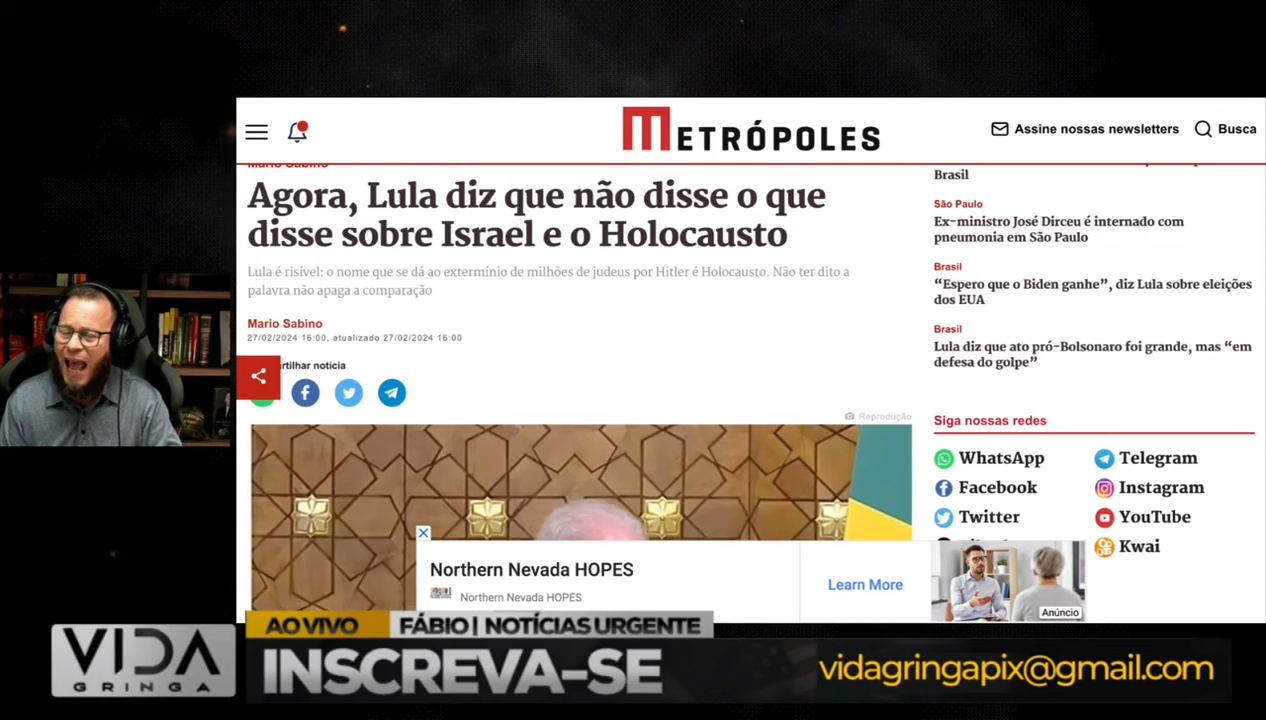 METRÓPOLES
Assine nossas newsletters
Busca
Mario Sabino
Agora, Lula diz que não disse o que
disse sobre Israel e o Holocausto
Lula é risível: o nome que se dá ao extermínio de milhões de judeus por Hitler é Holocausto. Não ter dito a
palavra não apaga a comparação
Mario Sabino
27/02/2024 16:00, atualizado 27/02/2024 16:00
artilhar notícia
Reprodução
Brasil
São Paulo
Ex-ministro José Dirceu é internado com
pneumonia em São Paulo
Brasil
“Espero que o Biden ganhe”, diz Lula sobre eleições
dos EUA
Brasil
Lula diz que ato pró-Bolsonaro foi grande, mas “em
defesa do golpe”
Siga nossas redes
WhatsApp
Telegram
Facebook
Instagram
Twitter
YouTube
Kwai
Northern Nevada HOPES
Northern Nevada HOPES
Learn More
Anúncio
VIDA
GRINGA
AO VIVO
FÁBIO | NOTÍCIAS URGENTE
INSCREVA-SE
vidagringapix@gmail.com